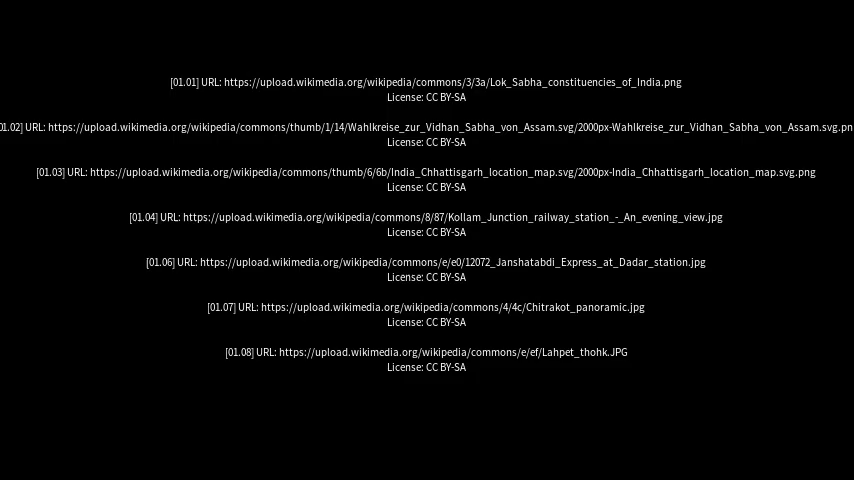 [01.01] URL: https://upload.wikimedia.org/wikipedia/commons/3/3a/Lok_Sabha_constituencies_of_India.png
License: CC BY-SA
01.02] URL: https://upload.wikimedia.org/wikipedia/commons/thumb/1/14/Wahlkreise_zur_Vidhan_Sabha_von_Assam.svg/2000px-Wahlkreise_zur_Vidhan_Sabha_von_Assam.svg.pn
License: CC BY-SA
[01.03] URL: https://upload.wikimedia.org/wikipedia/commons/thumb/6/6b/India_Chhattisgarh_location_map.svg/2000px-India_Chhattisgarh_location_map.svg.png
License: CC BY-SA
[01.04] URL: https://upload.wikimedia.org/wikipedia/commons/8/87/Kollam_Junction_railway_station_-_An_evening_view.jpg
License: CC BY-SA
[01.06] URL: https://upload.wikimedia.org/wikipedia/commons/e/e0/12072_Janshatabdi_Express_at_Dadar_station.jpg
License: CC BY-SA
[01.07] URL: https://upload.wikimedia.org/wikipedia/commons/4/4c/Chitrakot_panoramic.jpg
License: CC BY-SA
[01.08] URL: https://upload.wikimedia.org/wikipedia/commons/e/ef/Lahpet_thohk.JPG
License: CC BY-SA